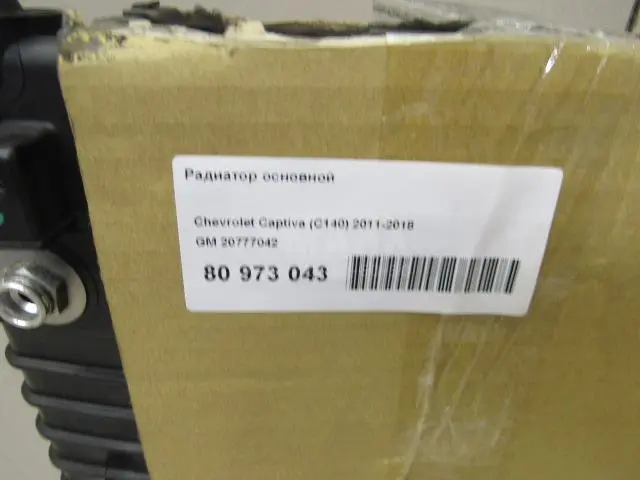 Радиатор основной
Chevrolet Captiva (C140) 2011-2018
GM 20777042
80 973 043